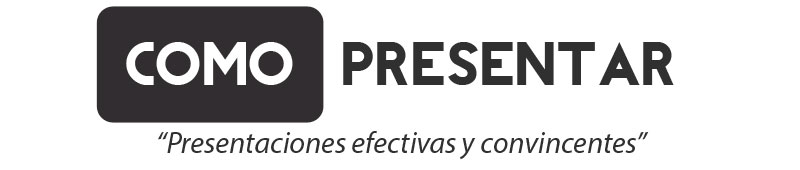 COMO PRESENTAR
“Presentaciones efectivas y convincentes”